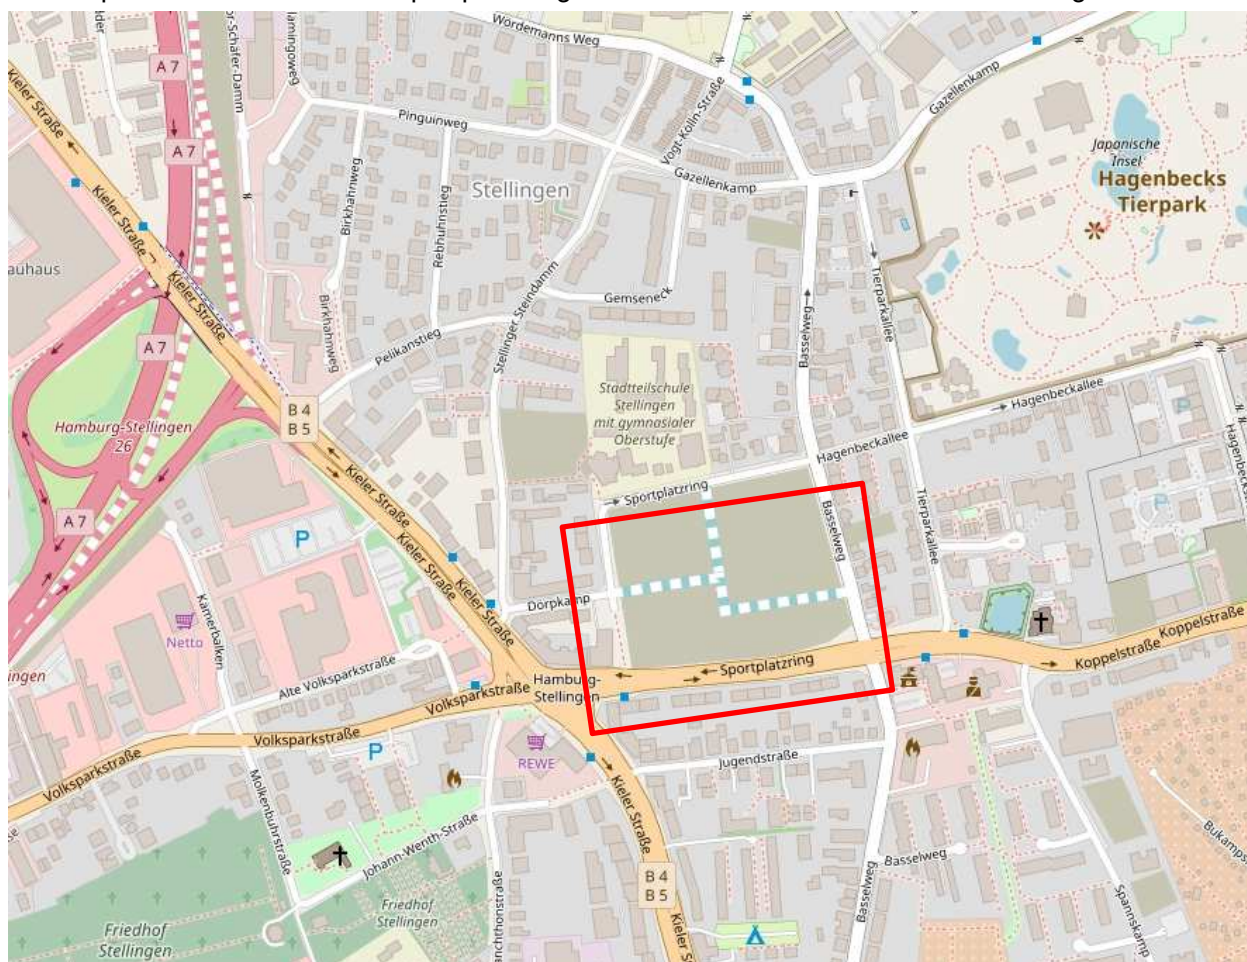 Wördemanns Weg
Kieler Straße
A 7
Pinguinweg
Vogt-Kölln-Straße
Gazellenkamp
Gazellenkamp
Japanische
Insel
Hagenbecks
Tierpark
A 7
Stellingen
Birkhahnweg
Rebhuhnstieg
Kieler Straße
auhaus
Kieler Straße
Tierparkallee
Gemseneck
Basselweg
Stellinger Steindamm
Birkhahnweg
Pelikanstieg
A 7
Stadtteilschule
Stellingen
mit gymnasialer
Oberstufe
Hagenbeckallee
P
Hamburg-Stellingen
26
B 4
B 5
Hagenbeckallee
Kieler Straße
Sportplatzring
Basselweg
Tierparkallee
P
A 7
P
Kieler Straße
Kieler Straße
Dörpkamp
Netto
Kamerbalken
Koppelstraße
Koppelstraße
Sportplatzring
Alte Volksparkstraße
Hamburg-
Stellingen
Volksparkstraße
Volksparkstraße
P
REWE
Jugendstraße
Volksparkstraße
Molkenbuhrstraße
Kieler Straße
Johann-Wenth-Straße
Basselweg
B 4
B 5
Basselweg
Spannskamp
Friedhof
Stellingen
Friedhof
Stellingen
Kieler